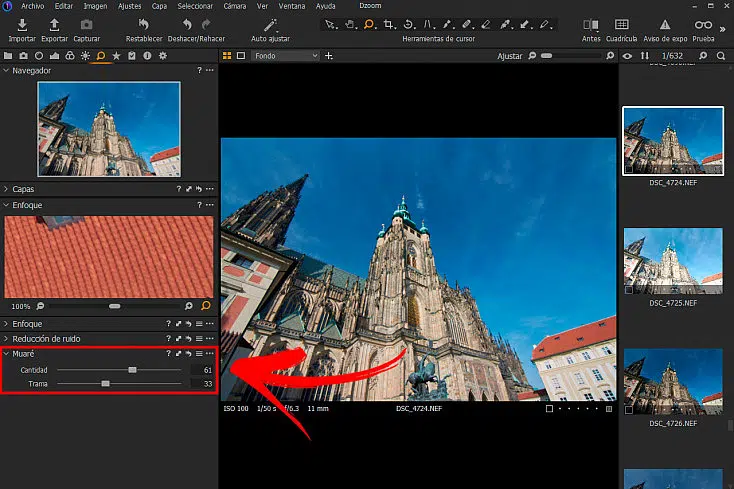 Archivo Editar Imagen Ajustes Capa Seleccionar Cámara Ver Ventana Ayuda Dzoom
Importar Exportar Capturar Restablecer Deshacer/Rehacer Auto ajustar Herramientas de cursor Antes Cuadrícula Aviso de expo Prueba
Fondo Ajustar 1/632
Navegador ?
Capas ?
Enfoque
100%
Enfoque ?
Reducción de ruido ?
Muaré ?
Cantidad 61
Trama 33
ISO 100 1/50 s f/6.3 11 mm DSC_4724.NEF
DSC_4724.NEF
DSC_4725.NEF
DSC_4726.NEF